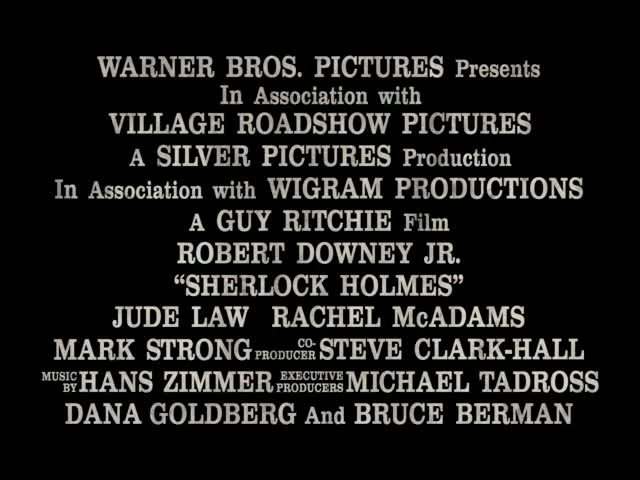 WARNER BROS. PICTURES Presents
In Association with
VILLAGE ROADSHOW PICTURES
A SILVER PICTURES Production
In Association with WIGRAM PRODUCTIONS
A GUY RITCHIE Film
ROBERT DOWNEY JR.
“SHERLOCK HOLMES”
JUDE LAW RACHEL McADAMS
MARK STRONG CO-PRODUCER STEVE CLARK-HALL
MUSIC BY HANS ZIMMER EXECUTIVE PRODUCERS MICHAEL TADROSS
DANA GOLDBERG And BRUCE BERMAN